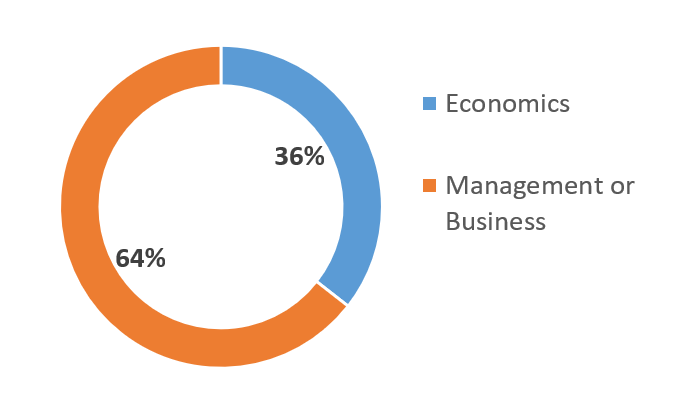 Economics
36%
Management or
Business
64%